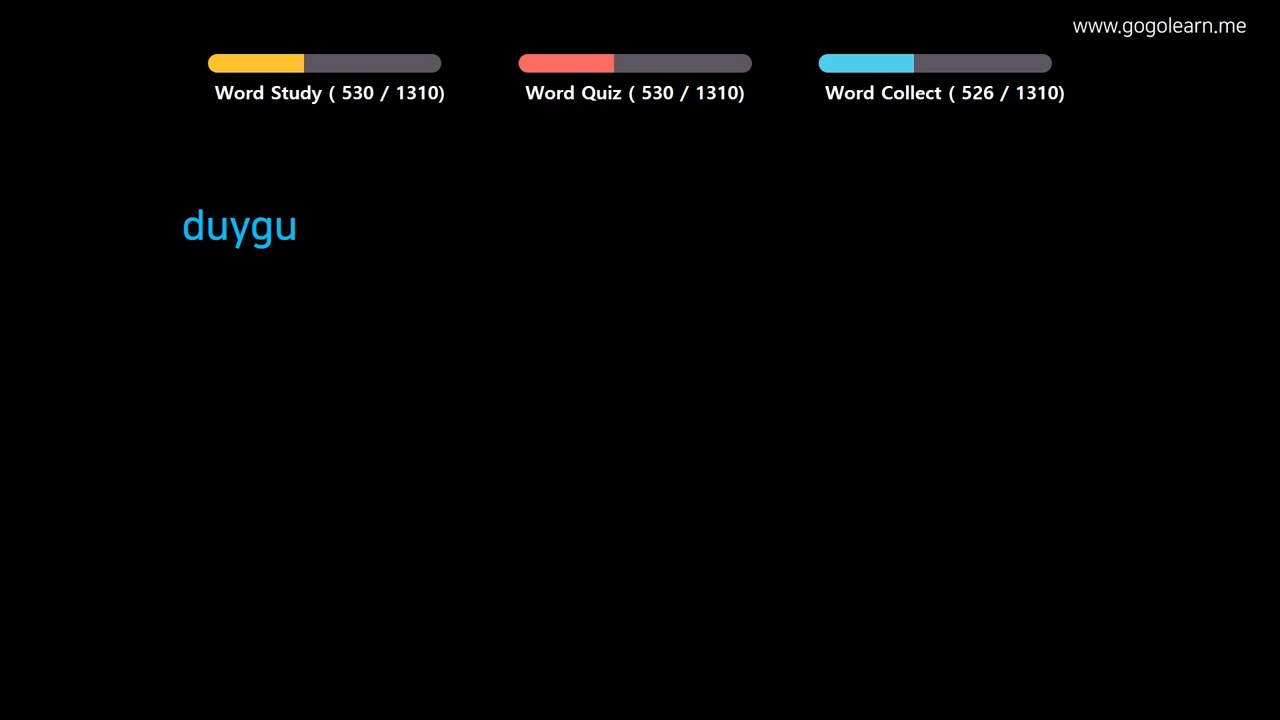 www.gogolearn.me
Word Study ( 530 / 1310)
Word Quiz ( 530 / 1310)
Word Collect ( 526 / 1310)
duygu